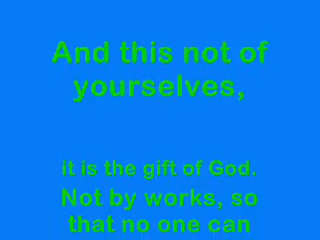 And this not of
yourselves,
it is the gift of God.
Not by works, so
that no one can